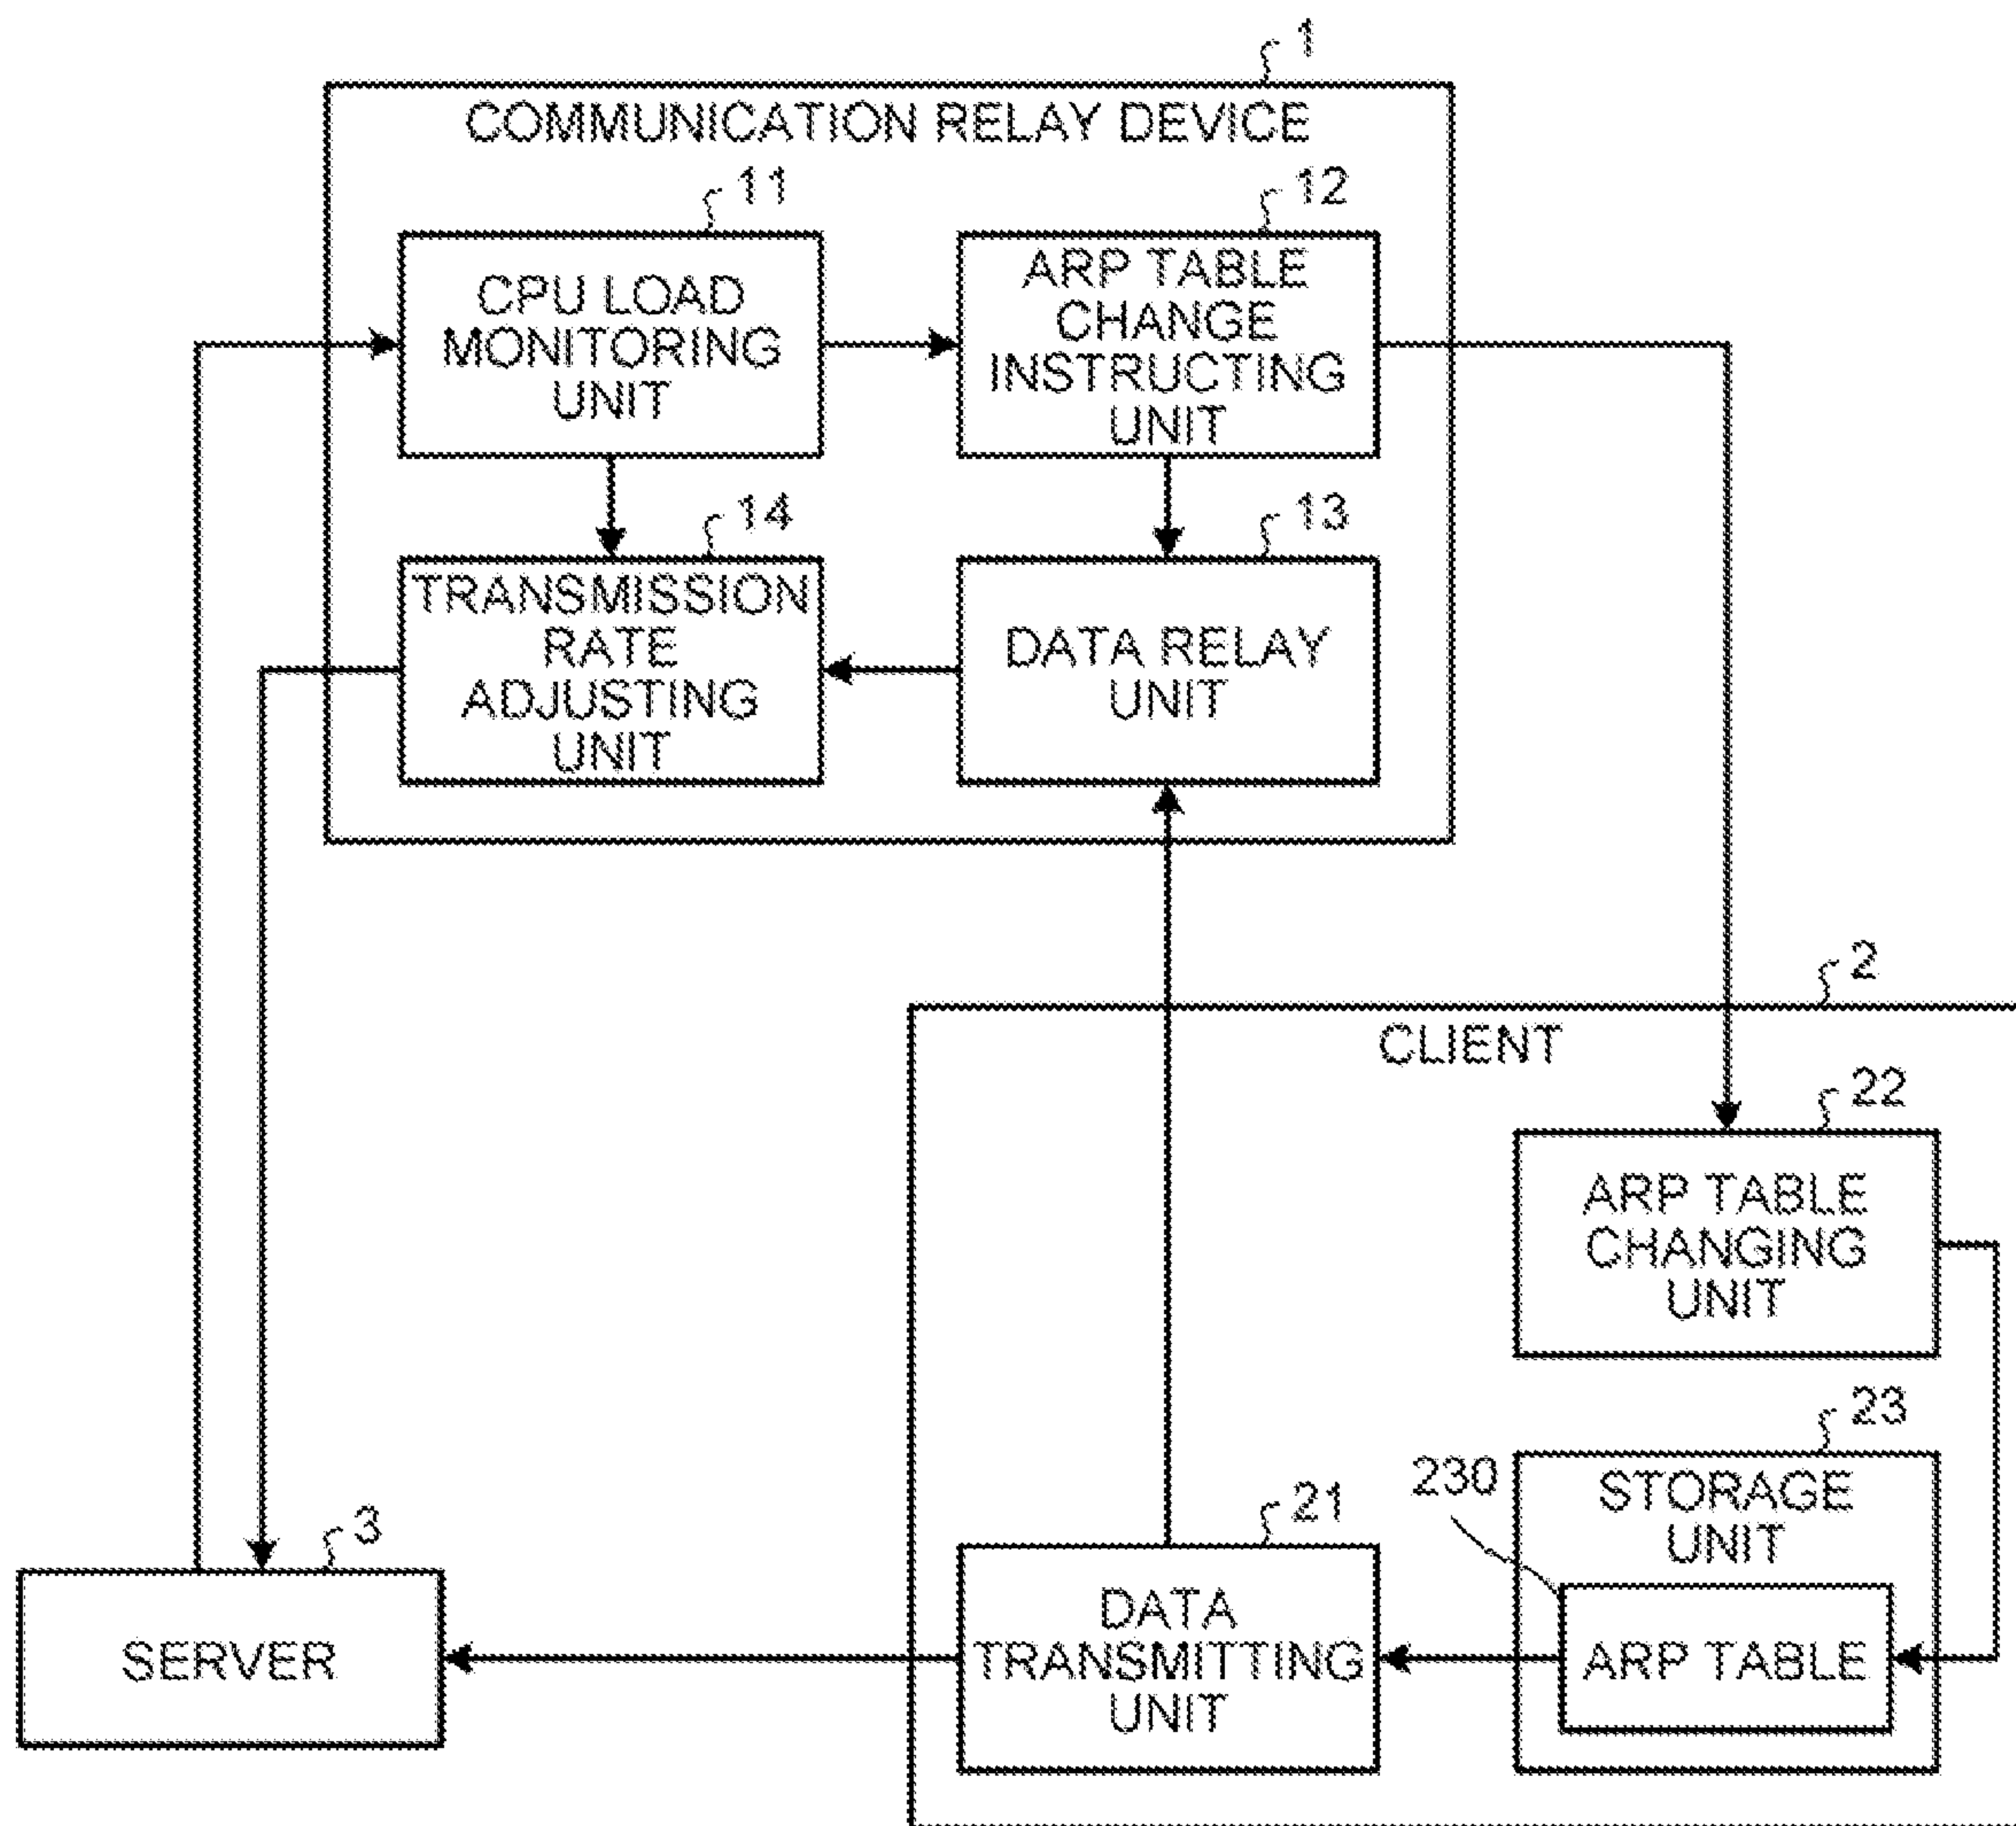 1
COMMUNICATION RELAY DEVICE
11
CPU LOAD
MONITORING
UNIT
12
ARP TABLE
CHANGE
INSTRUCTING
UNIT
14
TRANSMISSION
RATE
ADJUSTING
UNIT
13
DATA RELAY
UNIT
2
CLIENT
22
ARP TABLE
CHANGING
UNIT
23
STORAGE
UNIT
230
ARP TABLE
21
DATA
TRANSMITTING
UNIT
3
SERVER